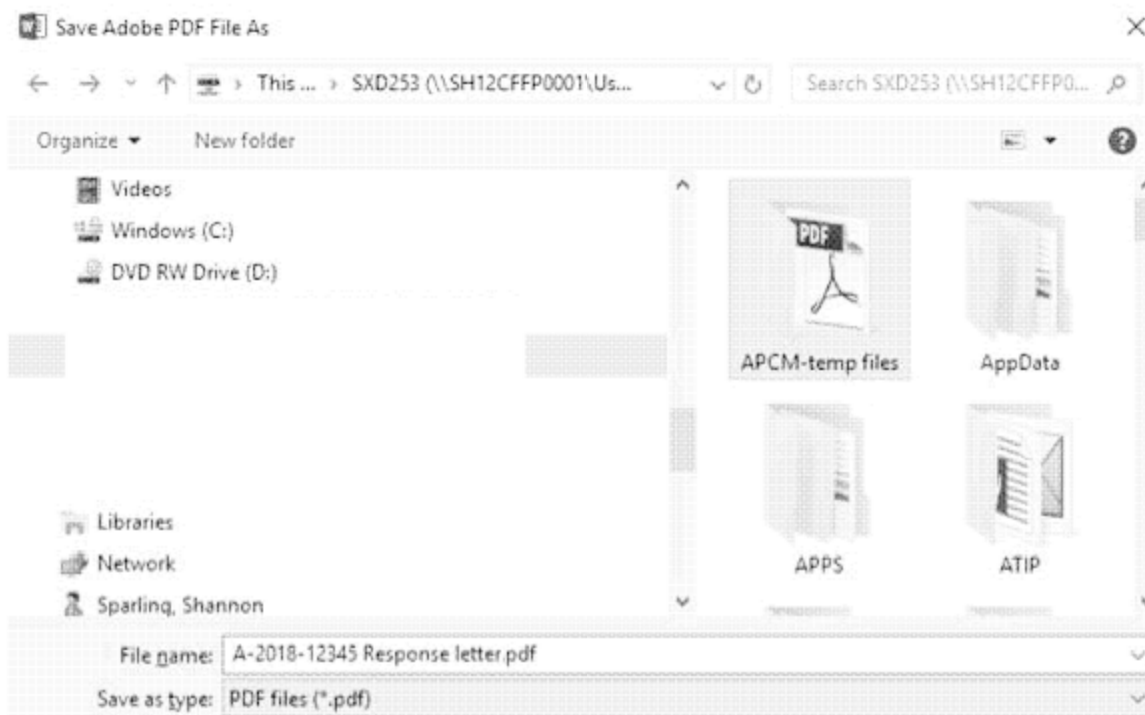 Save Adobe PDF File As
This ... › SXD253 (\\SH12CFFP0001\Us...
Search SXD253 (\\SH12CFFP0...
Organize
New folder
Videos
Windows (C:)
DVD RW Drive (D:)
PDF
APCM-temp files
AppData
APPS
ATIP
Libraries
Network
Sparling, Shannon
File name: A-2018-12345 Response letter.pdf
Save as type: PDF files (*.pdf)